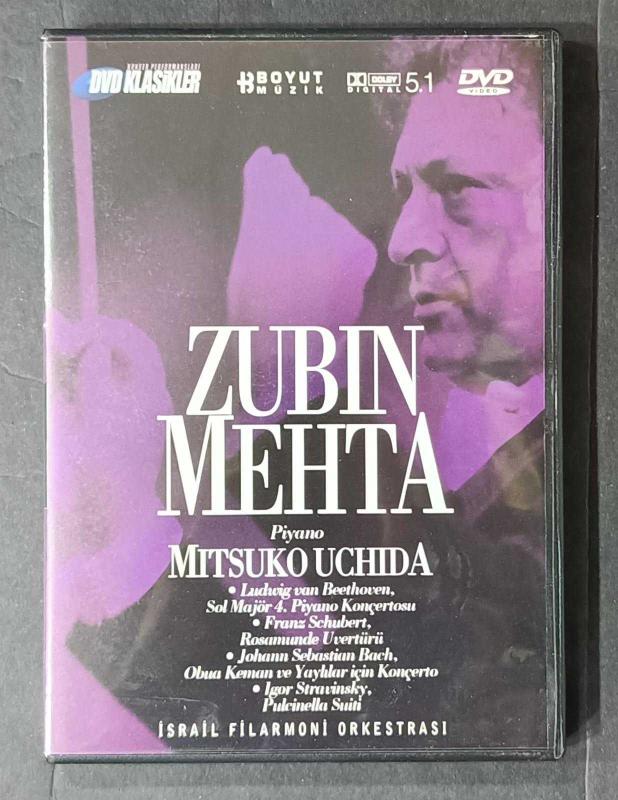 KONSER PERFORMANSLARI
DVD KLASİKLER
BOYUT
MÜZİK
DOLBY
DIGITAL 5.1
DVD
VIDEO
ZUBIN
MEHTA
Piyano
MITSUKO UCHIDA
• Ludwig van Beethoven,
Sol Majör 4. Piyano Konçertosu
• Franz Schubert,
Rosamunde Uvertürü
• Johann Sebastian Bach,
Obua Keman ve Yaylılar için Konçerto
• Igor Stravinsky,
Pulcinella Suiti
İSRAİL FİLARMONİ ORKESTRASI